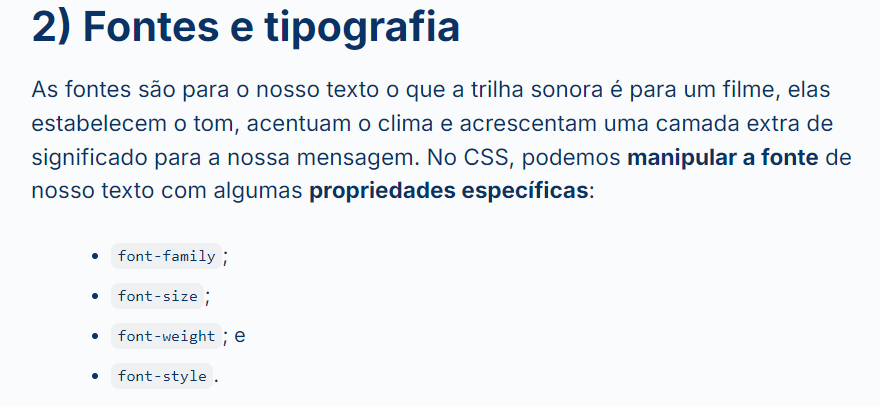 2) Fontes e tipografia
As fontes são para o nosso texto o que a trilha sonora é para um filme, elas
estabelecem o tom, acentuam o clima e acrescentam uma camada extra de
significado para a nossa mensagem. No CSS, podemos manipular a fonte de
nosso texto com algumas propriedades específicas:
• font-family;
• font-size;
• font-weight; e
• font-style.